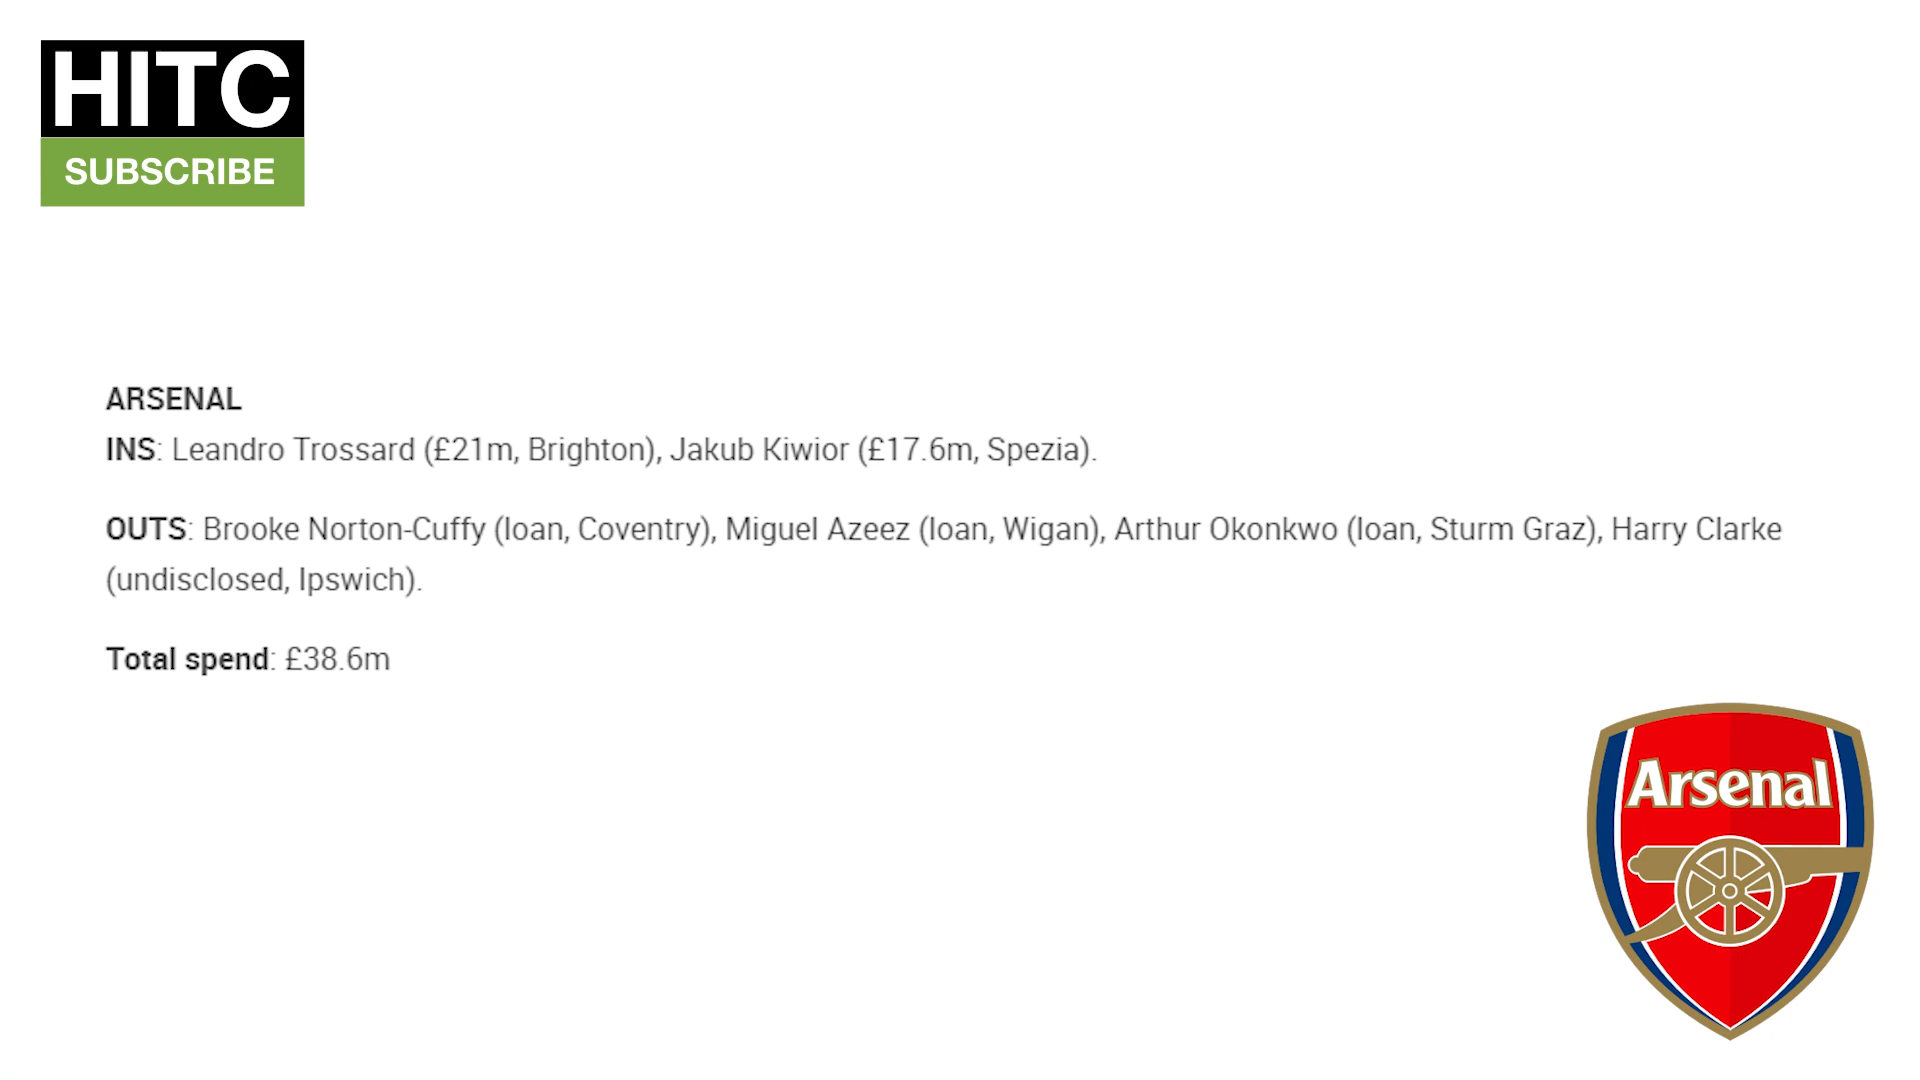 HITC
SUBSCRIBE
ARSENAL
INS: Leandro Trossard (£21m, Brighton), Jakub Kiwior (£17.6m, Spezia).
OUTS: Brooke Norton-Cuffy (loan, Coventry), Miguel Azeez (loan, Wigan), Arthur Okonkwo (loan, Sturm Graz), Harry Clarke
(undisclosed, Ipswich).
Total spend: £38.6m
Arsenal